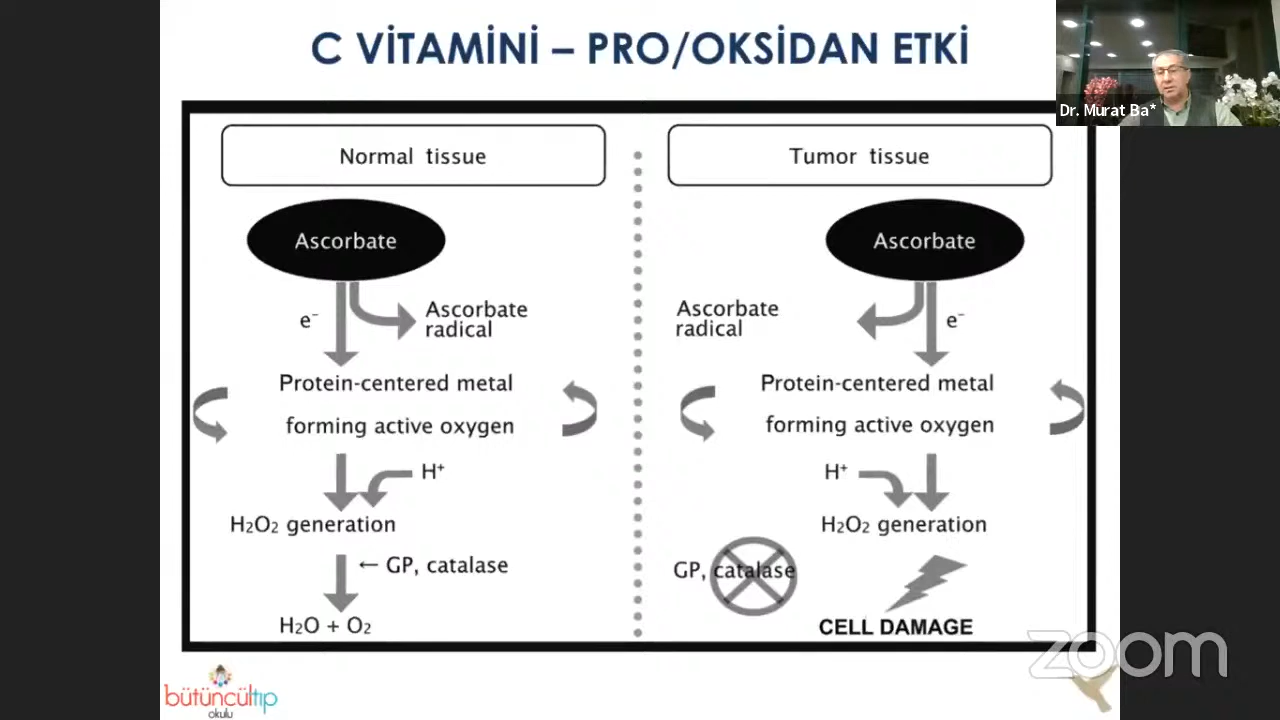 C VİTAMİNİ – PRO/OKSİDAN ETKİ
Dr. Murat Ba*
Normal tissue
Ascorbate
e⁻
Ascorbate
radical
Protein-centered metal
forming active oxygen
H⁺
H₂O₂ generation
← GP, catalase
H₂O + O₂
Tumor tissue
Ascorbate
Ascorbate
radical
e⁻
Protein-centered metal
forming active oxygen
H⁺
H₂O₂ generation
GP, catalase
CELL DAMAGE
zoom
bütüncültıp
okulu